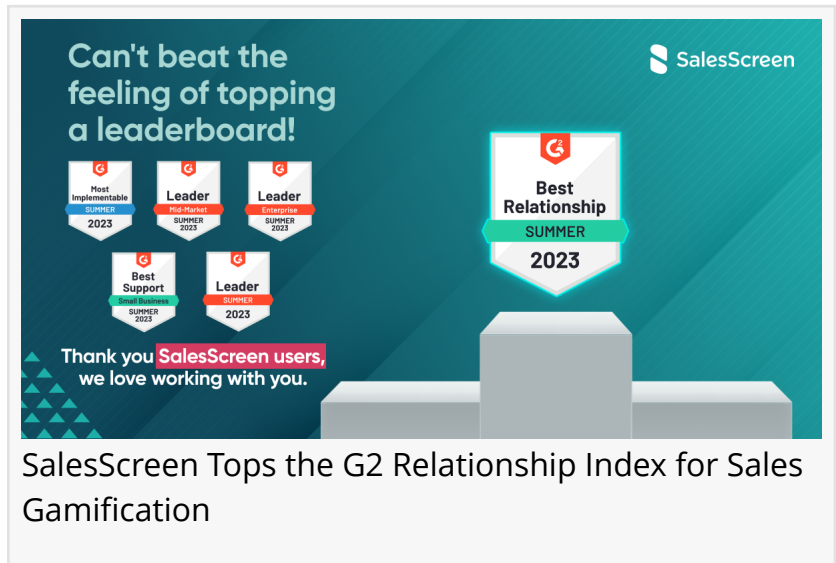 Can't beat the
feeling of topping
a leaderboard!
SalesScreen
Most
Implementable
SUMMER
2023
Leader
Mid-Market
SUMMER
2023
Leader
Enterprise
SUMMER
2023
Best
Support
Small Business
SUMMER
2023
Leader
SUMMER
2023
G2
Best
Relationship
SUMMER
2023
Thank you SalesScreen users,
we love working with you.
SalesScreen Tops the G2 Relationship Index for Sales
Gamification